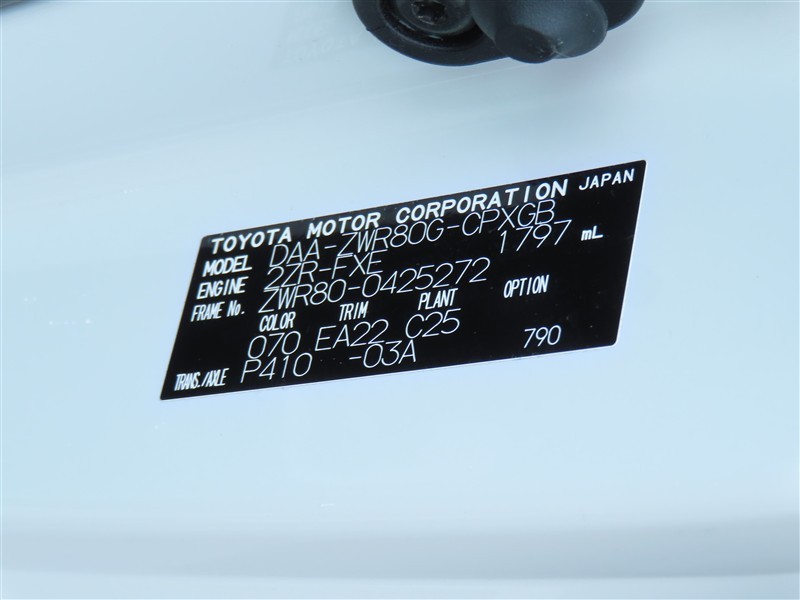 TOYOTA MOTOR CORPORATION JAPAN
MODEL DAA-ZWR80G-CPXGB
ENGINE 2ZR-FXE 1797 mL
FRAME No. ZWR80-0425272
COLOR TRIM PLANT OPTION
070 EA22 C25
TRANS./AXLE P410 -03A 790